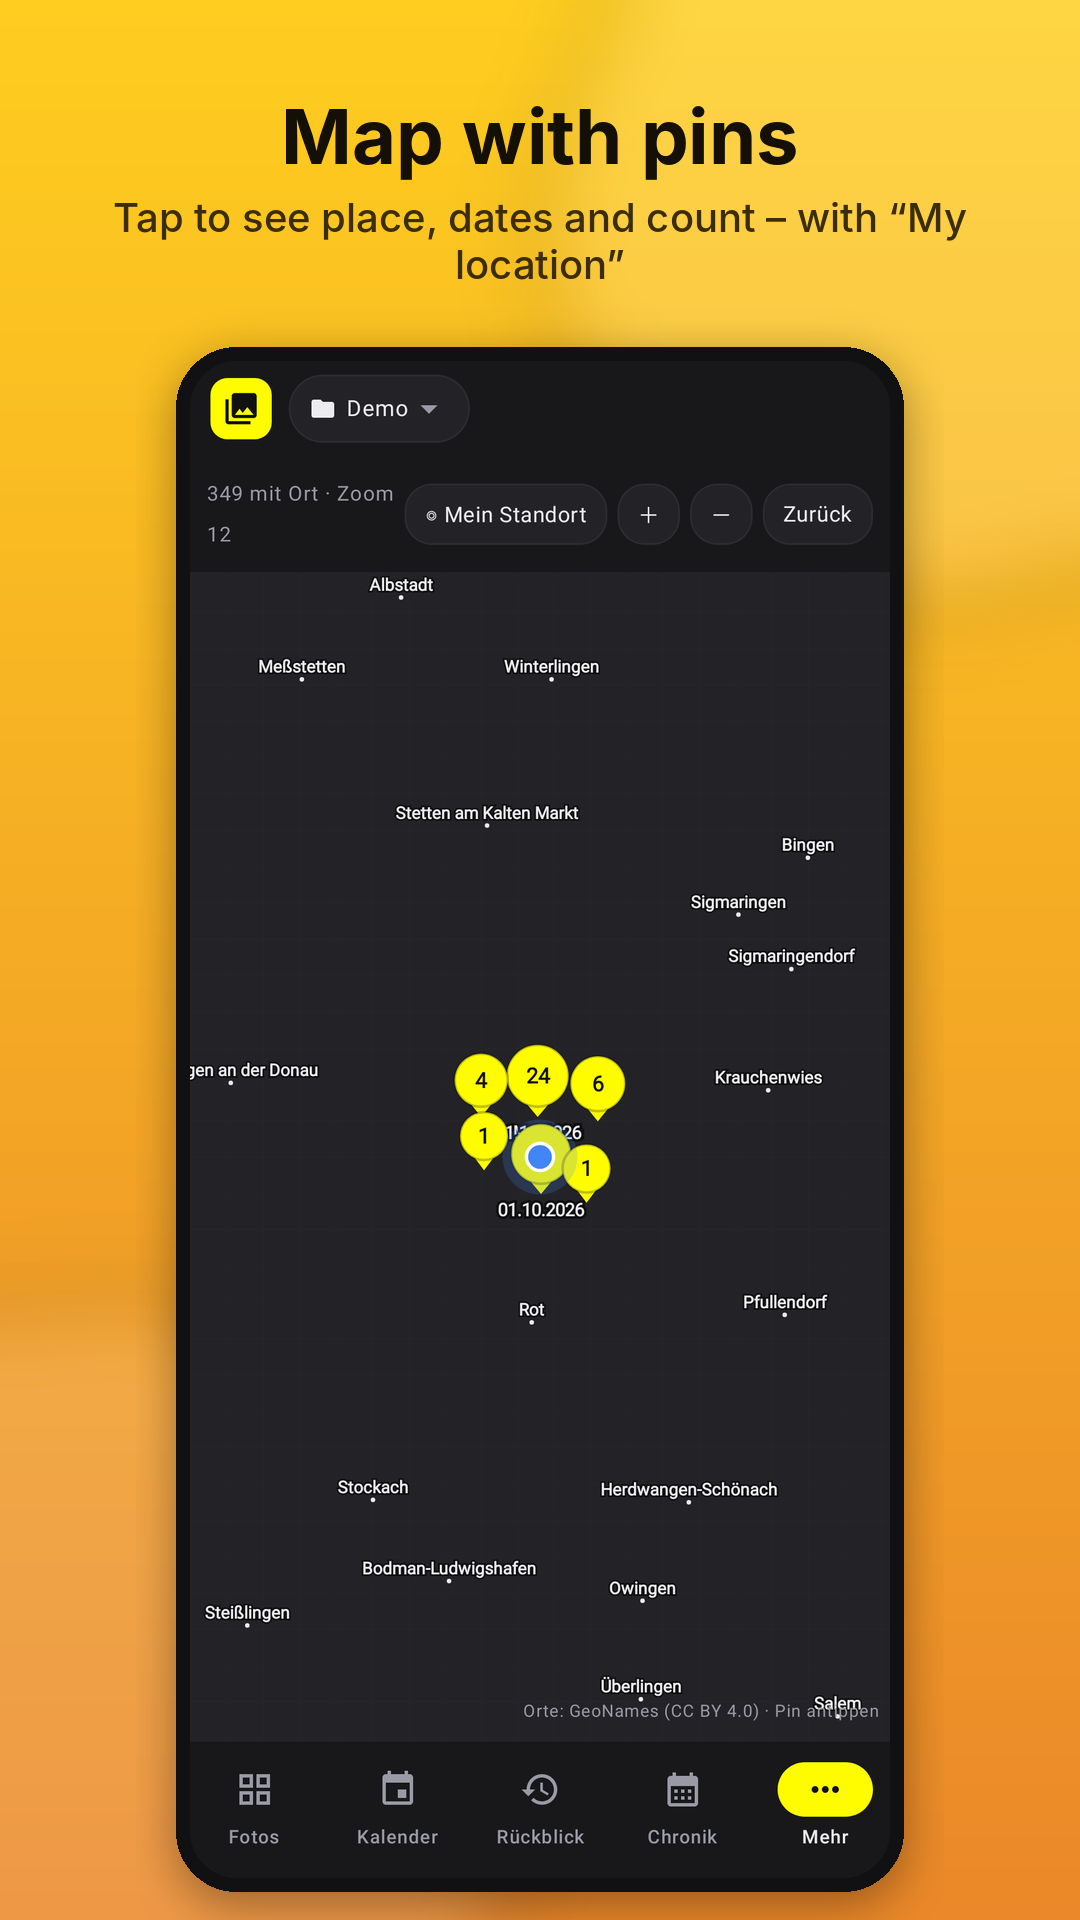 Map with pins
Tap to see place, dates and count – with “My
location”
Demo
349 mit Ort · Zoom
12
Mein Standort
+
−
Zurück
Albstadt
Meßstetten
Winterlingen
Stetten am Kalten Markt
Bingen
Sigmaringen
Sigmaringendorf
gen an der Donau
Krauchenwies
4
24
6
1
1
01.10.2026
Rot
Pfullendorf
Stockach
Herdwangen-Schönach
Bodman-Ludwigshafen
Owingen
Steißlingen
Überlingen
Salem
Orte: GeoNames (CC BY 4.0) · Pin antippen
Fotos
Kalender
Rückblick
Chronik
Mehr